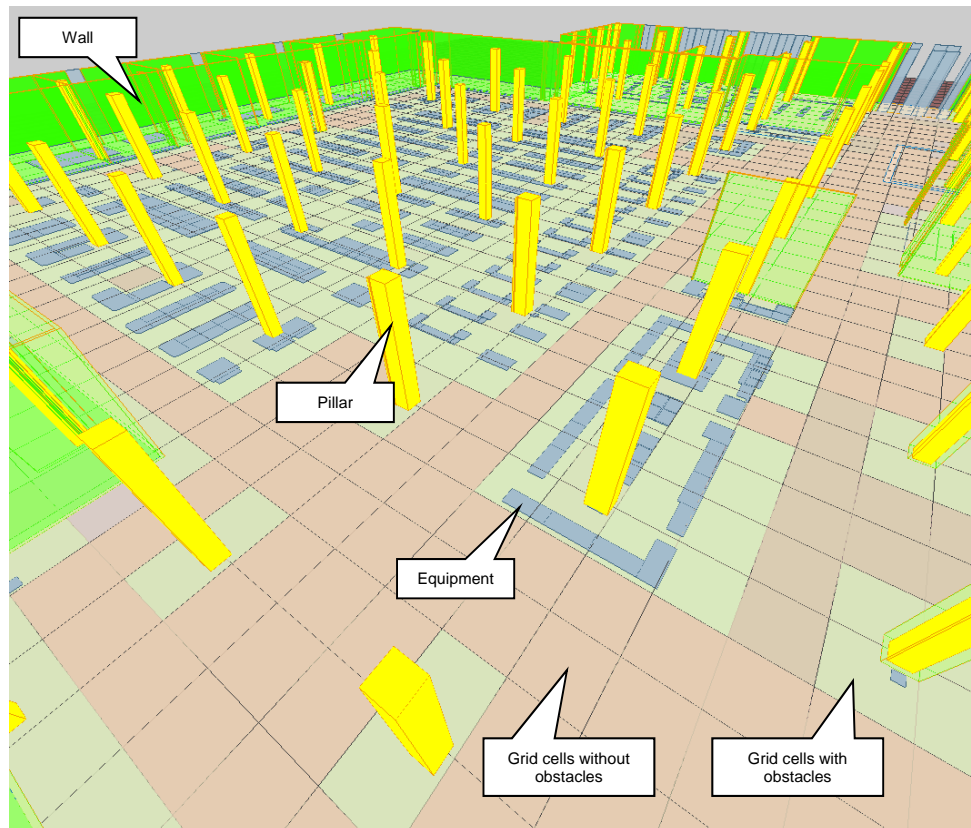 Wall
Pillar
Equipment
Grid cells without
obstacles
Grid cells with
obstacles